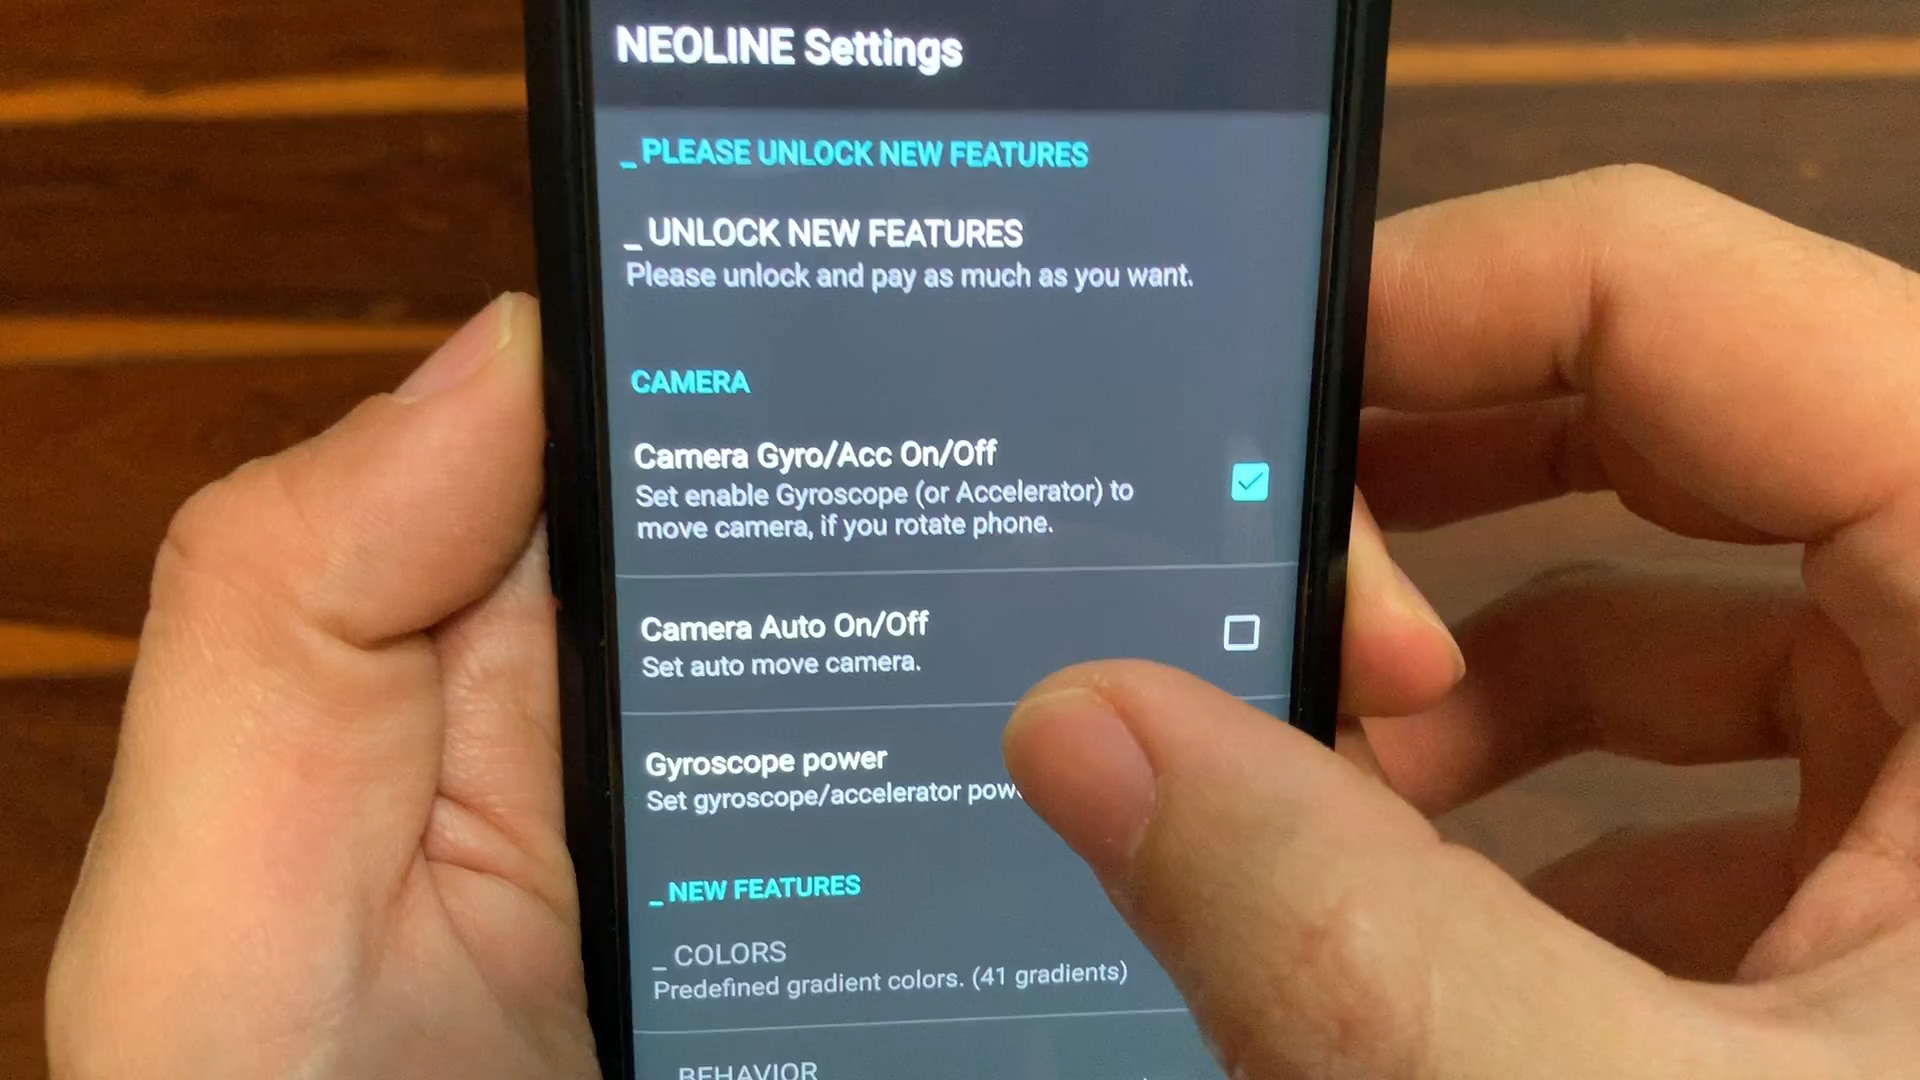 NEOLINE Settings
_ PLEASE UNLOCK NEW FEATURES
_ UNLOCK NEW FEATURES
Please unlock and pay as much as you want.
CAMERA
Camera Gyro/Acc On/Off
Set enable Gyroscope (or Accelerator) to
move camera, if you rotate phone.
Camera Auto On/Off
Set auto move camera.
Gyroscope power
Set gyroscope/accelerator
_ NEW FEATURES
_ COLORS
Predefined gradient colors. (41 gradients)
BEHAVIOR